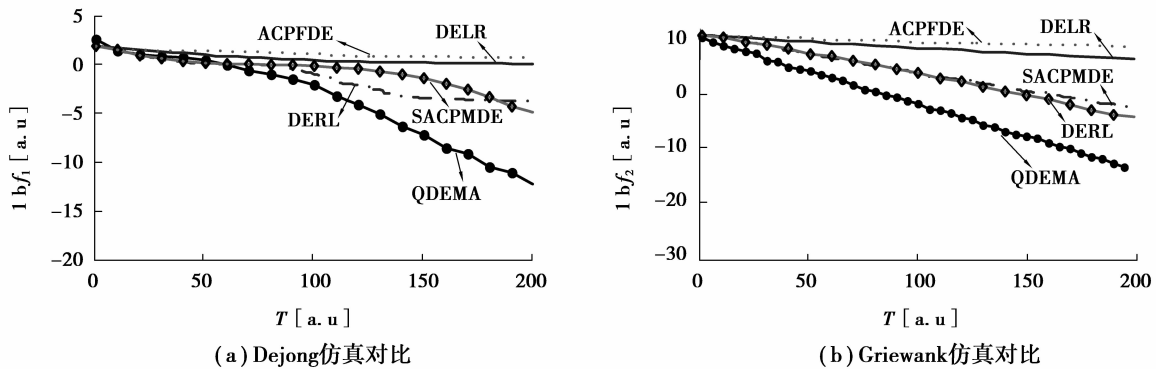 5
0
−5
−10
−15
−20
0
50
100
150
200
1 bf1 [ a. u ]
T [ a. u ]
ACPFDE
DELR
SACPMDE
DERL
QDEMA
(a) Dejong仿真对比
10
0
−10
−20
−30
0
50
100
150
200
1 bf2 [ a. u ]
T [ a. u ]
ACPFDE
DELR
SACPMDE
DERL
QDEMA
(b) Griewank仿真对比